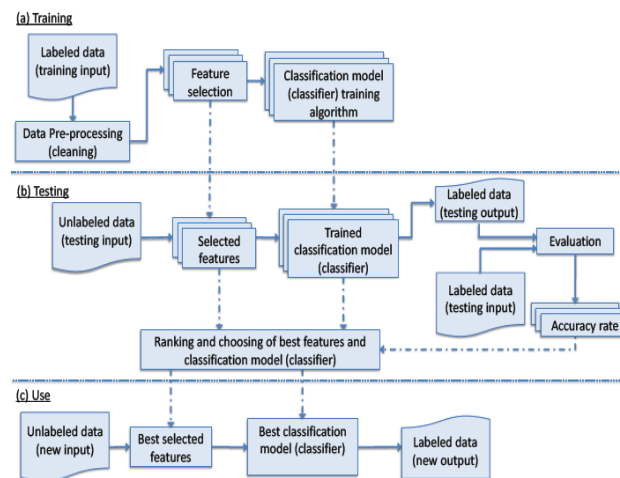 (a) Training
Labeled data
(training input)
Feature
selection
Classification model
(classifier) training
algorithm
Data Pre-processing
(cleaning)
(b) Testing
Unlabeled data
(testing input)
Selected
features
Trained
classification model
(classifier)
Labeled data
(testing output)
Evaluation
Labeled data
(testing input)
Accuracy rate
Ranking and choosing of best features and
classification model (classifier)
(c) Use
Unlabeled data
(new input)
Best selected
features
Best classification
model (classifier)
Labeled data
(new output)